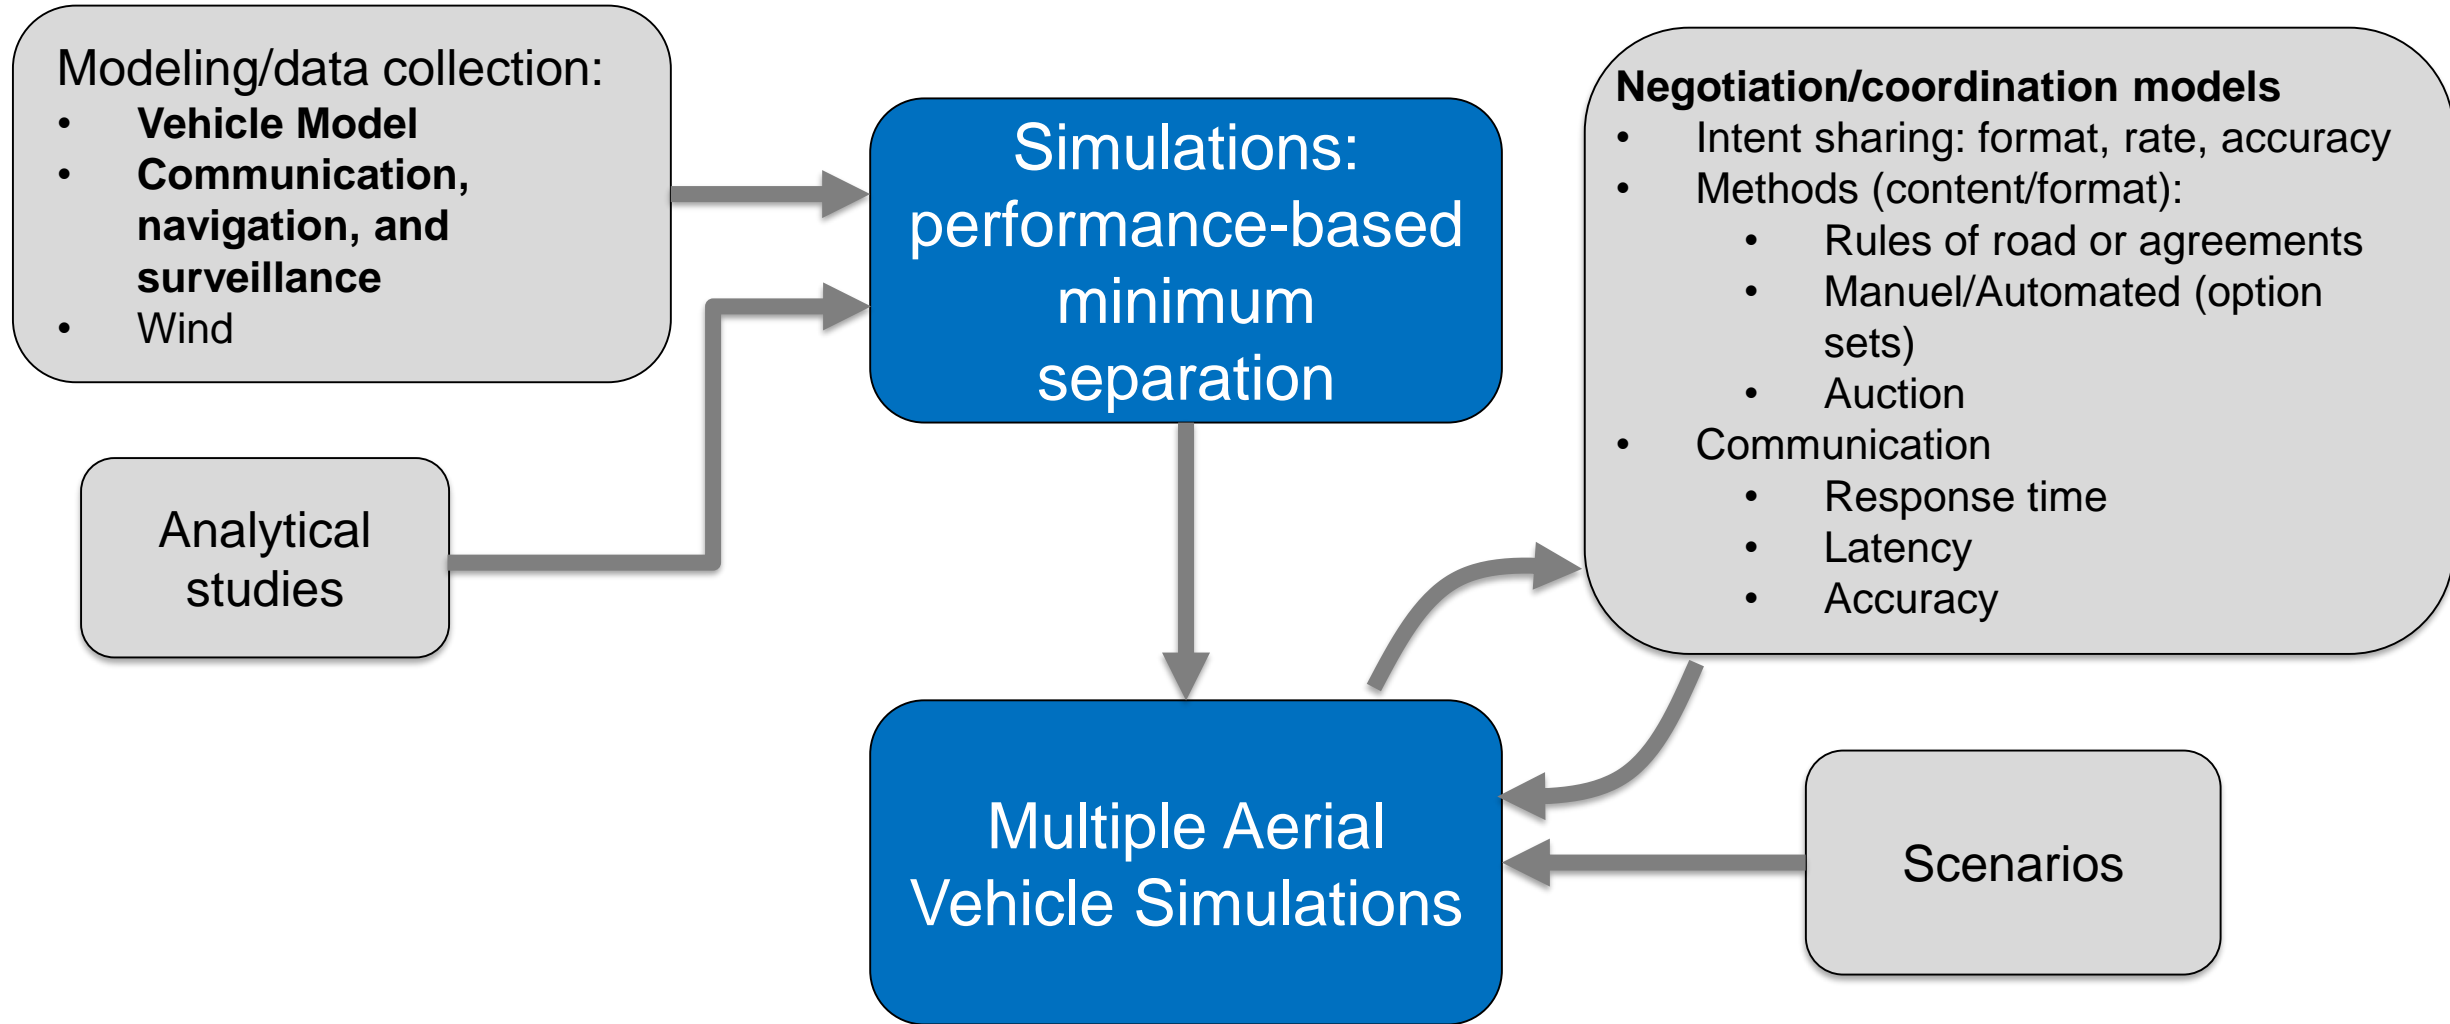 Modeling/data collection:
• Vehicle Model
• Communication,
navigation, and
surveillance
• Wind
Simulations:
performance-based
minimum
separation
Negotiation/coordination models
• Intent sharing: format, rate, accuracy
• Methods (content/format):
• Rules of road or agreements
• Manuel/Automated (option
sets)
• Auction
• Communication
• Response time
• Latency
• Accuracy
Analytical
studies
Multiple Aerial
Vehicle Simulations
Scenarios